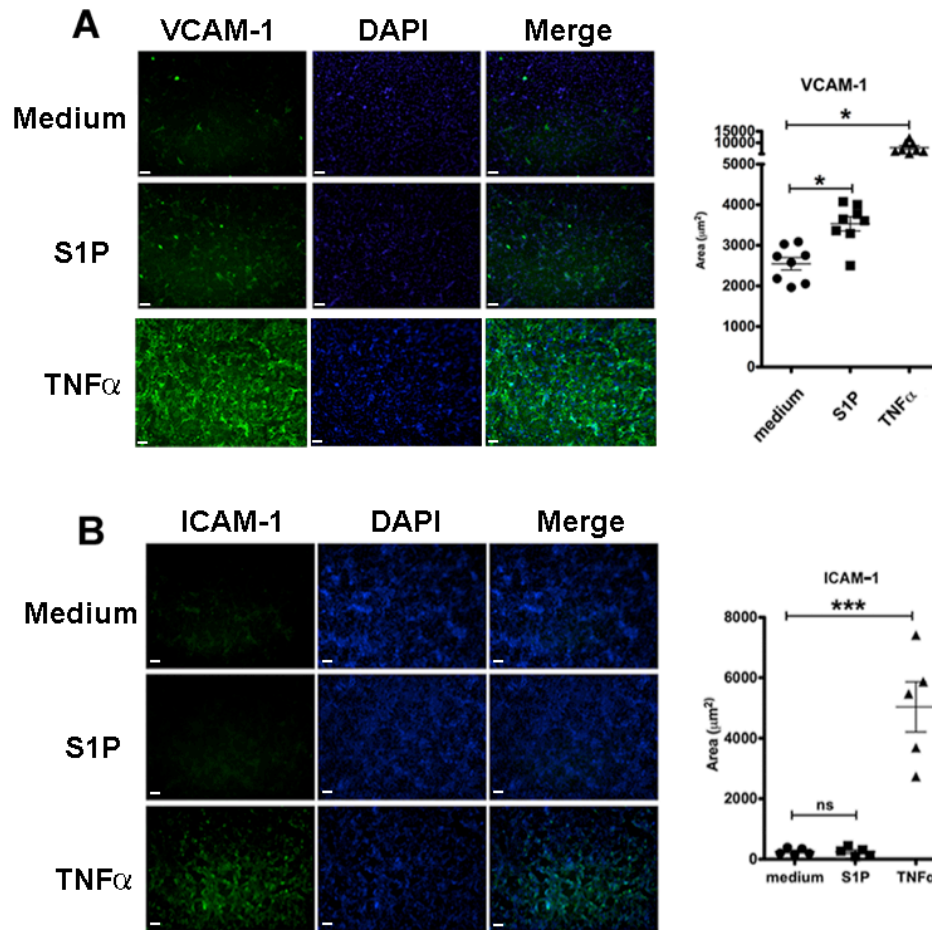 A
VCAM-1 DAPI Merge
Medium
S1P
TNFα
VCAM-1
*
*
15000
10000
5000
4000
3000
2000
1000
0
Area (μm²)
medium S1P TNFα
B
ICAM-1 DAPI Merge
Medium
S1P
TNFα
ICAM-1
***
ns
8000
6000
4000
2000
0
Area (μm²)
medium S1P TNFα